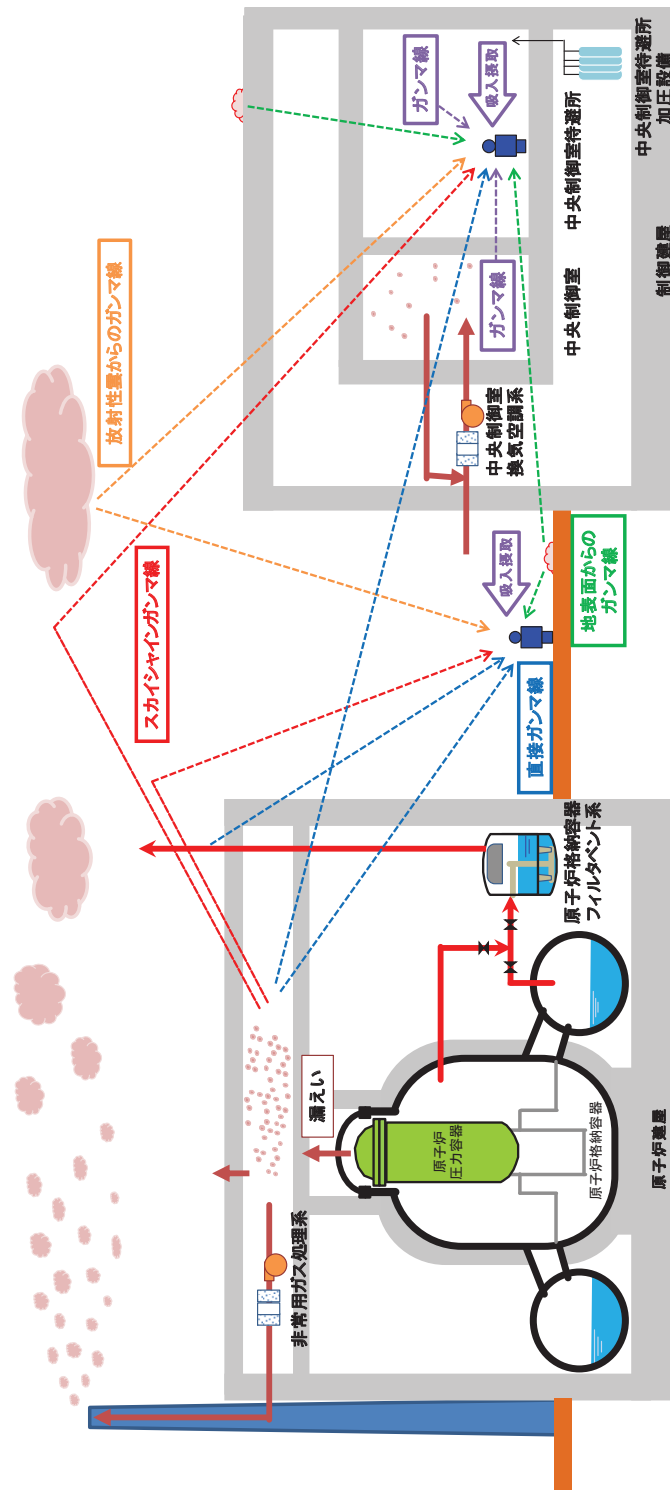 放射性雲からのガンマ線
スカイシャインガンマ線
ガンマ線
吸入摂取
中央制御室待避所
中央制御室待避所
加圧設備
ガンマ線
中央制御室
制御建屋
中央制御室
換気空調系
吸入摂取
直接ガンマ線
地表面からの
ガンマ線
漏えい
原子炉
圧力容器
原子炉格納容器
原子炉格納容器
フィルタベント系
非常用ガス処理系
原子炉建屋